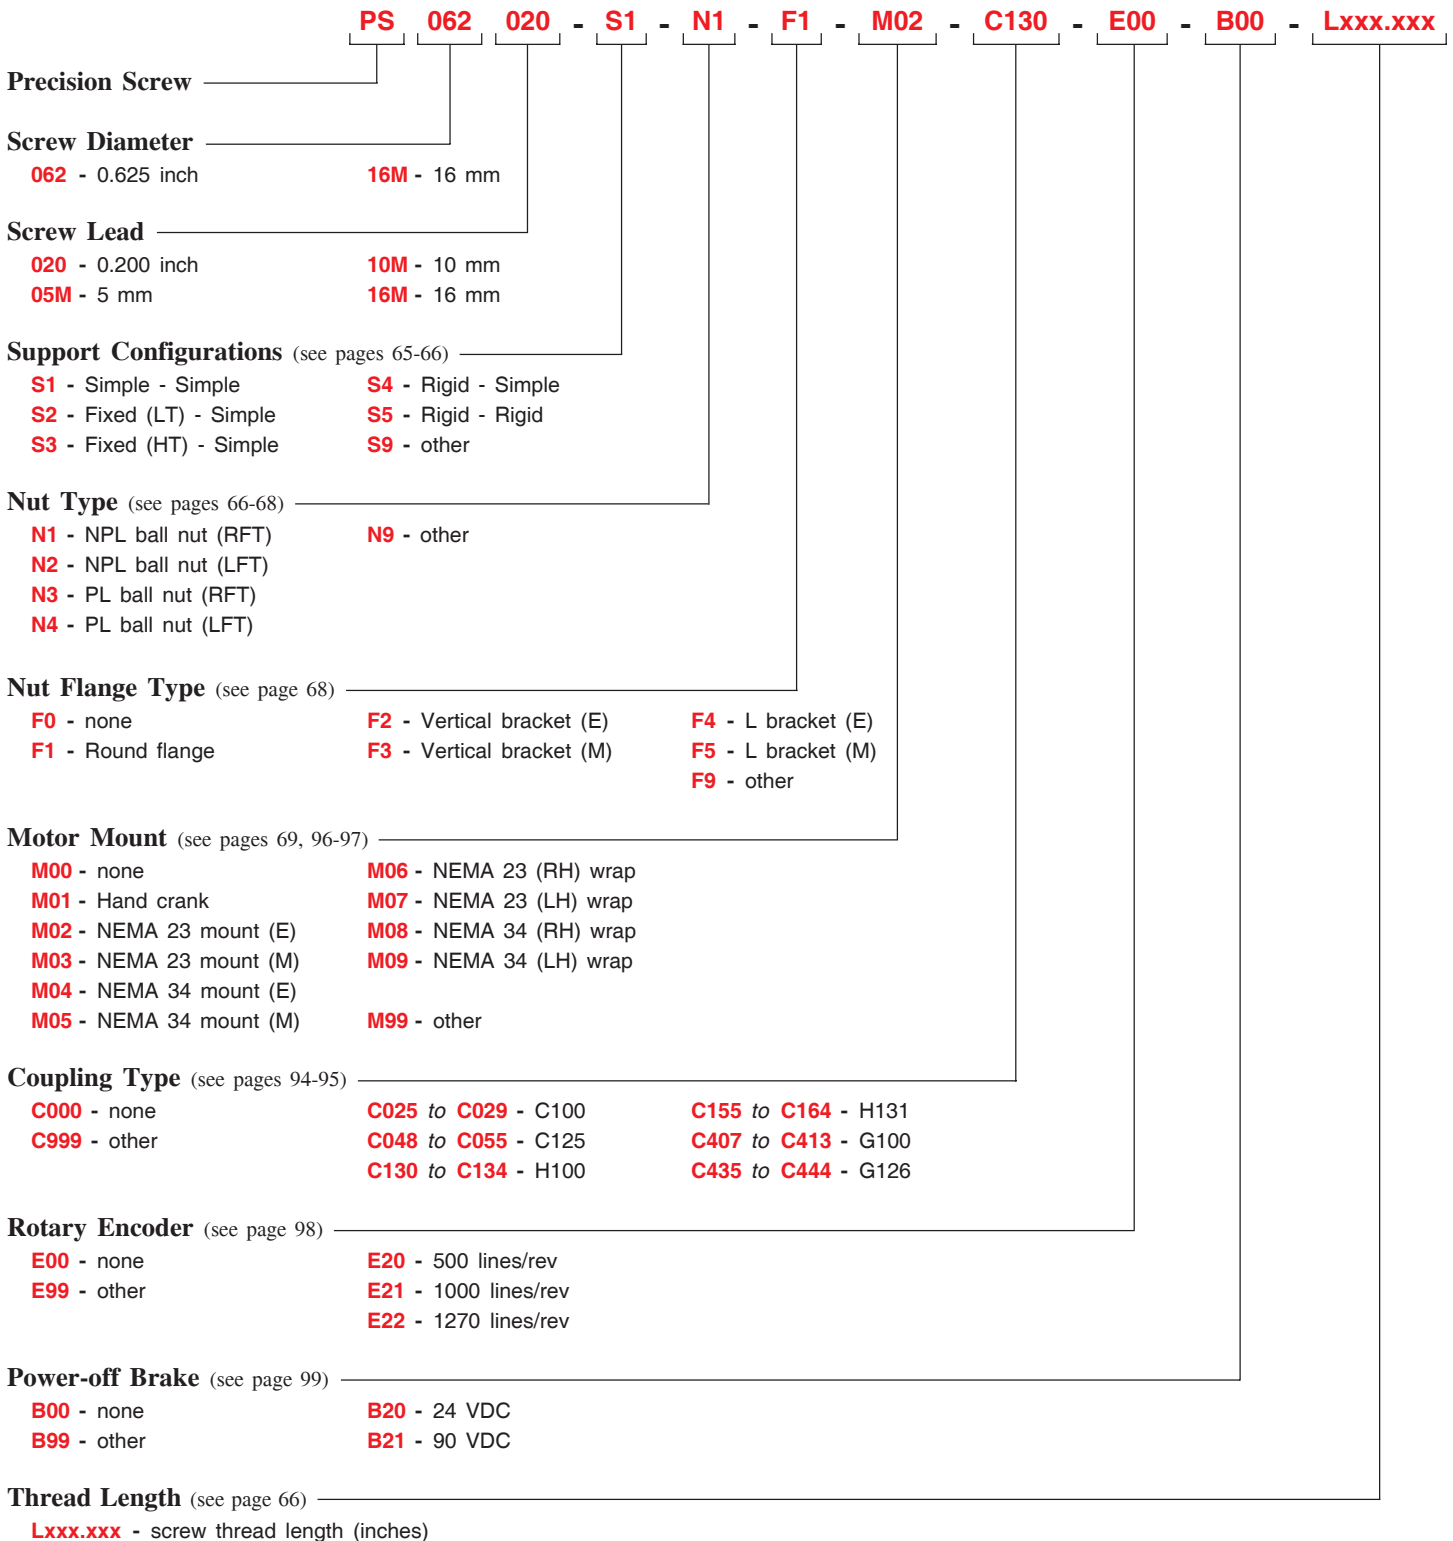 PS 062 020 - S1 - N1 - F1 - M02 - C130 - E00 - B00 - Lxxx.xxx
Precision Screw
Screw Diameter
062 - 0.625 inch 16M - 16 mm
Screw Lead
020 - 0.200 inch 10M - 10 mm
05M - 5 mm 16M - 16 mm
Support Configurations (see pages 65-66)
S1 - Simple - Simple S4 - Rigid - Simple
S2 - Fixed (LT) - Simple S5 - Rigid - Rigid
S3 - Fixed (HT) - Simple S9 - other
Nut Type (see pages 66-68)
N1 - NPL ball nut (RFT) N9 - other
N2 - NPL ball nut (LFT)
N3 - PL ball nut (RFT)
N4 - PL ball nut (LFT)
Nut Flange Type (see page 68)
F0 - none F2 - Vertical bracket (E) F4 - L bracket (E)
F1 - Round flange F3 - Vertical bracket (M) F5 - L bracket (M)
F9 - other
Motor Mount (see pages 69, 96-97)
M00 - none M06 - NEMA 23 (RH) wrap
M01 - Hand crank M07 - NEMA 23 (LH) wrap
M02 - NEMA 23 mount (E) M08 - NEMA 34 (RH) wrap
M03 - NEMA 23 mount (M) M09 - NEMA 34 (LH) wrap
M04 - NEMA 34 mount (E)
M05 - NEMA 34 mount (M) M99 - other
Coupling Type (see pages 94-95)
C000 - none C025 to C029 - C100 C155 to C164 - H131
C999 - other C048 to C055 - C125 C407 to C413 - G100
C130 to C134 - H100 C435 to C444 - G126
Rotary Encoder (see page 98)
E00 - none E20 - 500 lines/rev
E99 - other E21 - 1000 lines/rev
E22 - 1270 lines/rev
Power-off Brake (see page 99)
B00 - none B20 - 24 VDC
B99 - other B21 - 90 VDC
Thread Length (see page 66)
Lxxx.xxx - screw thread length (inches)